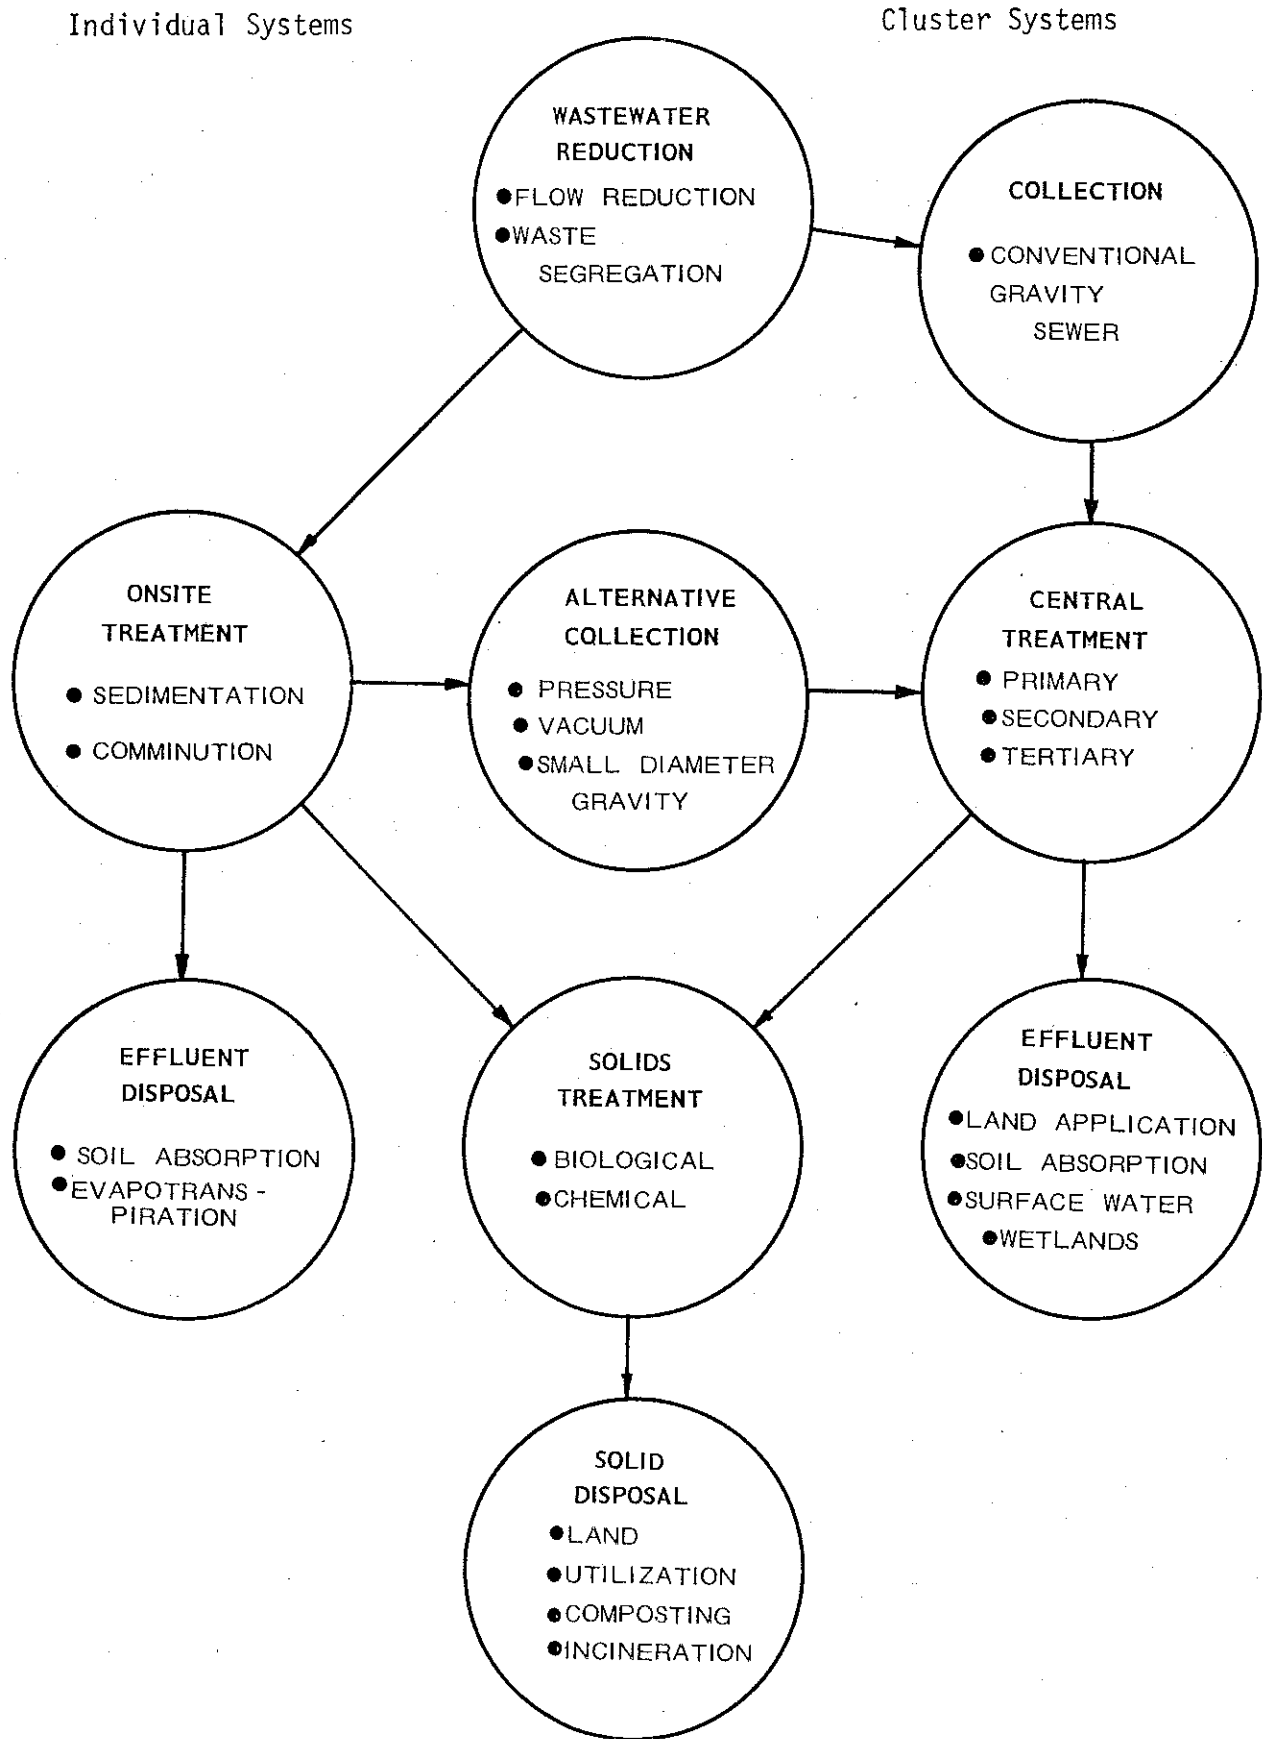 Individual Systems
Cluster Systems
WASTEWATER
REDUCTION
●FLOW REDUCTION
●WASTE
SEGREGATION
COLLECTION
● CONVENTIONAL
GRAVITY
SEWER
ONSITE
TREATMENT
● SEDIMENTATION
● COMMINUTION
ALTERNATIVE
COLLECTION
● PRESSURE
● VACUUM
●SMALL DIAMETER
GRAVITY
CENTRAL
TREATMENT
● PRIMARY
●SECONDARY
●TERTIARY
EFFLUENT
DISPOSAL
● SOIL ABSORPTION
●EVAPOTRANS -
PIRATION
SOLIDS
TREATMENT
●BIOLOGICAL
●CHEMICAL
EFFLUENT
DISPOSAL
●LAND APPLICATION
●SOIL ABSORPTION
●SURFACE WATER
●WETLANDS
SOLID
DISPOSAL
●LAND
●UTILIZATION
●COMPOSTING
●INCINERATION